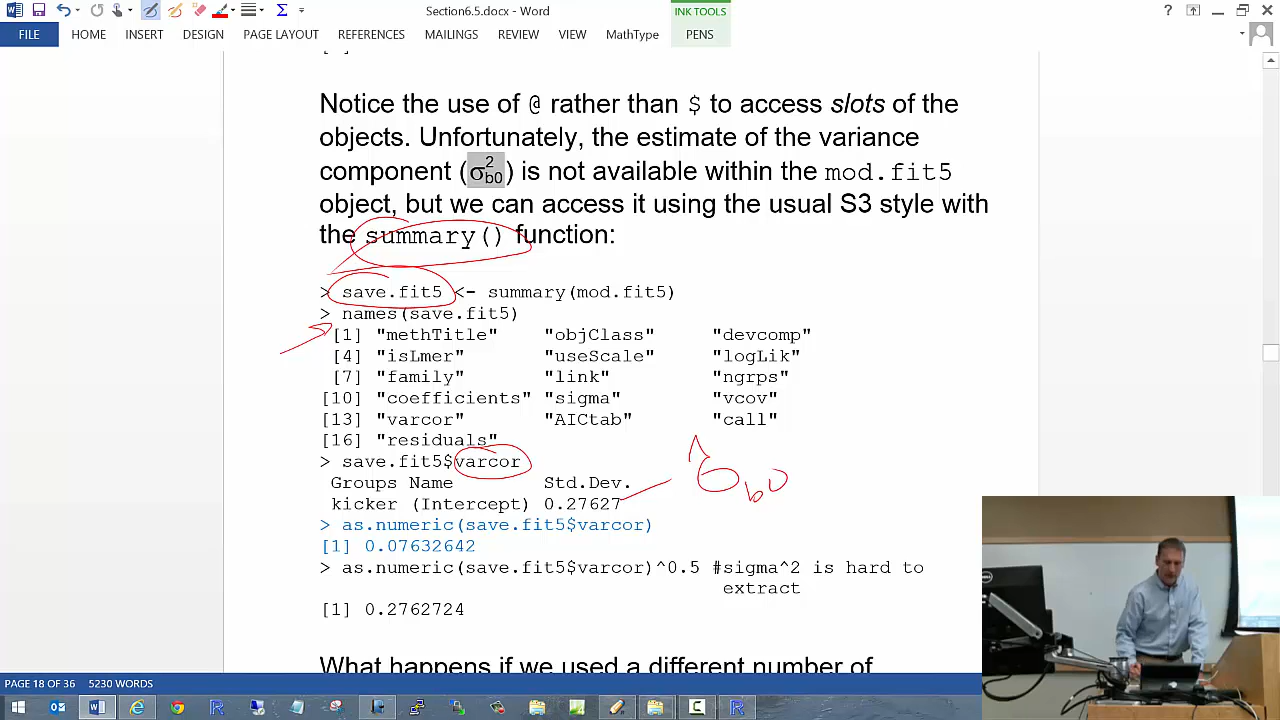 Section6.5.docx - Word
INK TOOLS
FILE HOME INSERT DESIGN PAGE LAYOUT REFERENCES MAILINGS REVIEW VIEW MathType PENS
Notice the use of @ rather than $ to access slots of the
objects. Unfortunately, the estimate of the variance
component (σ²b0) is not available within the mod.fit5
object, but we can access it using the usual S3 style with
the summary() function:
> save.fit5 <- summary(mod.fit5)
> names(save.fit5)
[1] "methTitle" "objClass" "devcomp"
[4] "isLmer" "useScale" "logLik"
[7] "family" "link" "ngrps"
[10] "coefficients" "sigma" "vcov"
[13] "varcor" "AICtab" "call"
[16] "residuals"
> save.fit5$varcor
Groups Name Std.Dev.
kicker (Intercept) 0.27627
σ̂b0
> as.numeric(save.fit5$varcor)
[1] 0.07632642
> as.numeric(save.fit5$varcor)^0.5 #sigma^2 is hard to
extract
[1] 0.2762724
What happens if we used a different number of
PAGE 18 OF 36 5230 WORDS